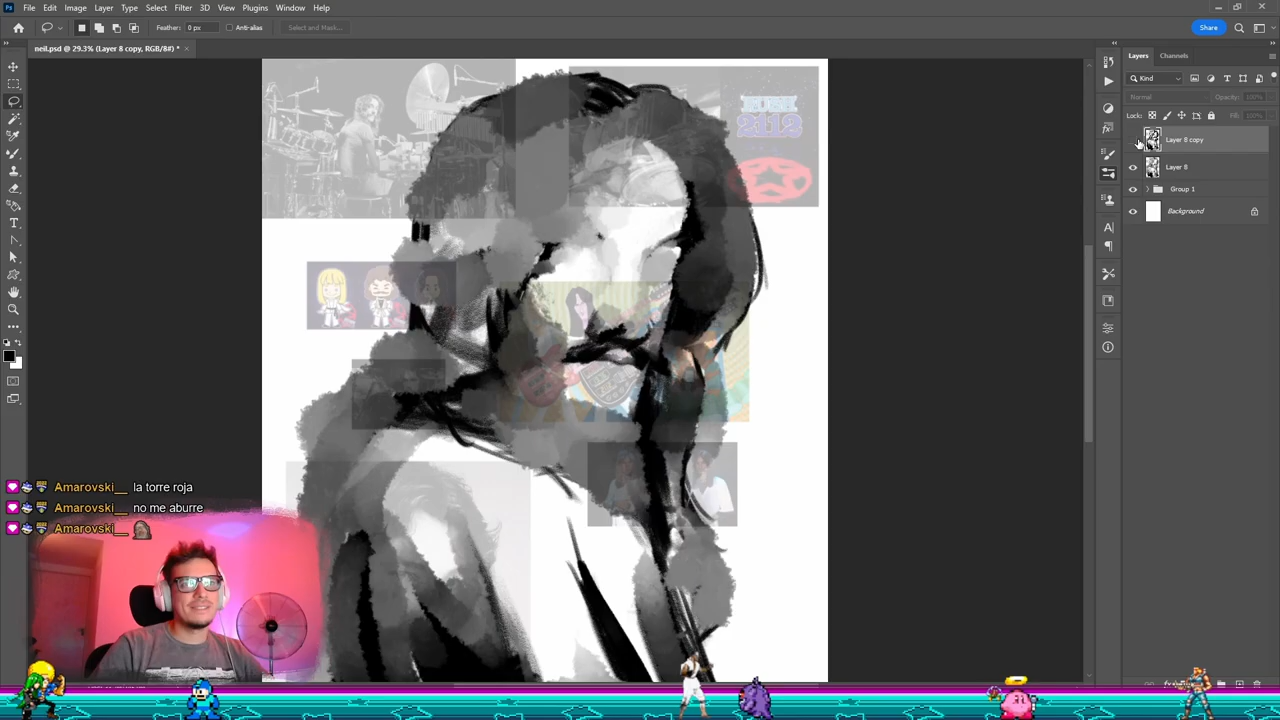 File Edit Image Layer Type Select Filter 3D View Plugins Window Help
Feather: 0 px Anti-alias Select and Mask... Share
neil.psd @ 29.3% (Layer 8 copy, RGB/8#) * ×
Layers Channels
Kind
Normal Opacity: 100%
Lock: Fill: 100%
Layer 8 copy
Layer 8
Group 1
Background
RUSH
2112
Amarovski__ la torre roja
Amarovski__ no me aburre
Amarovski__